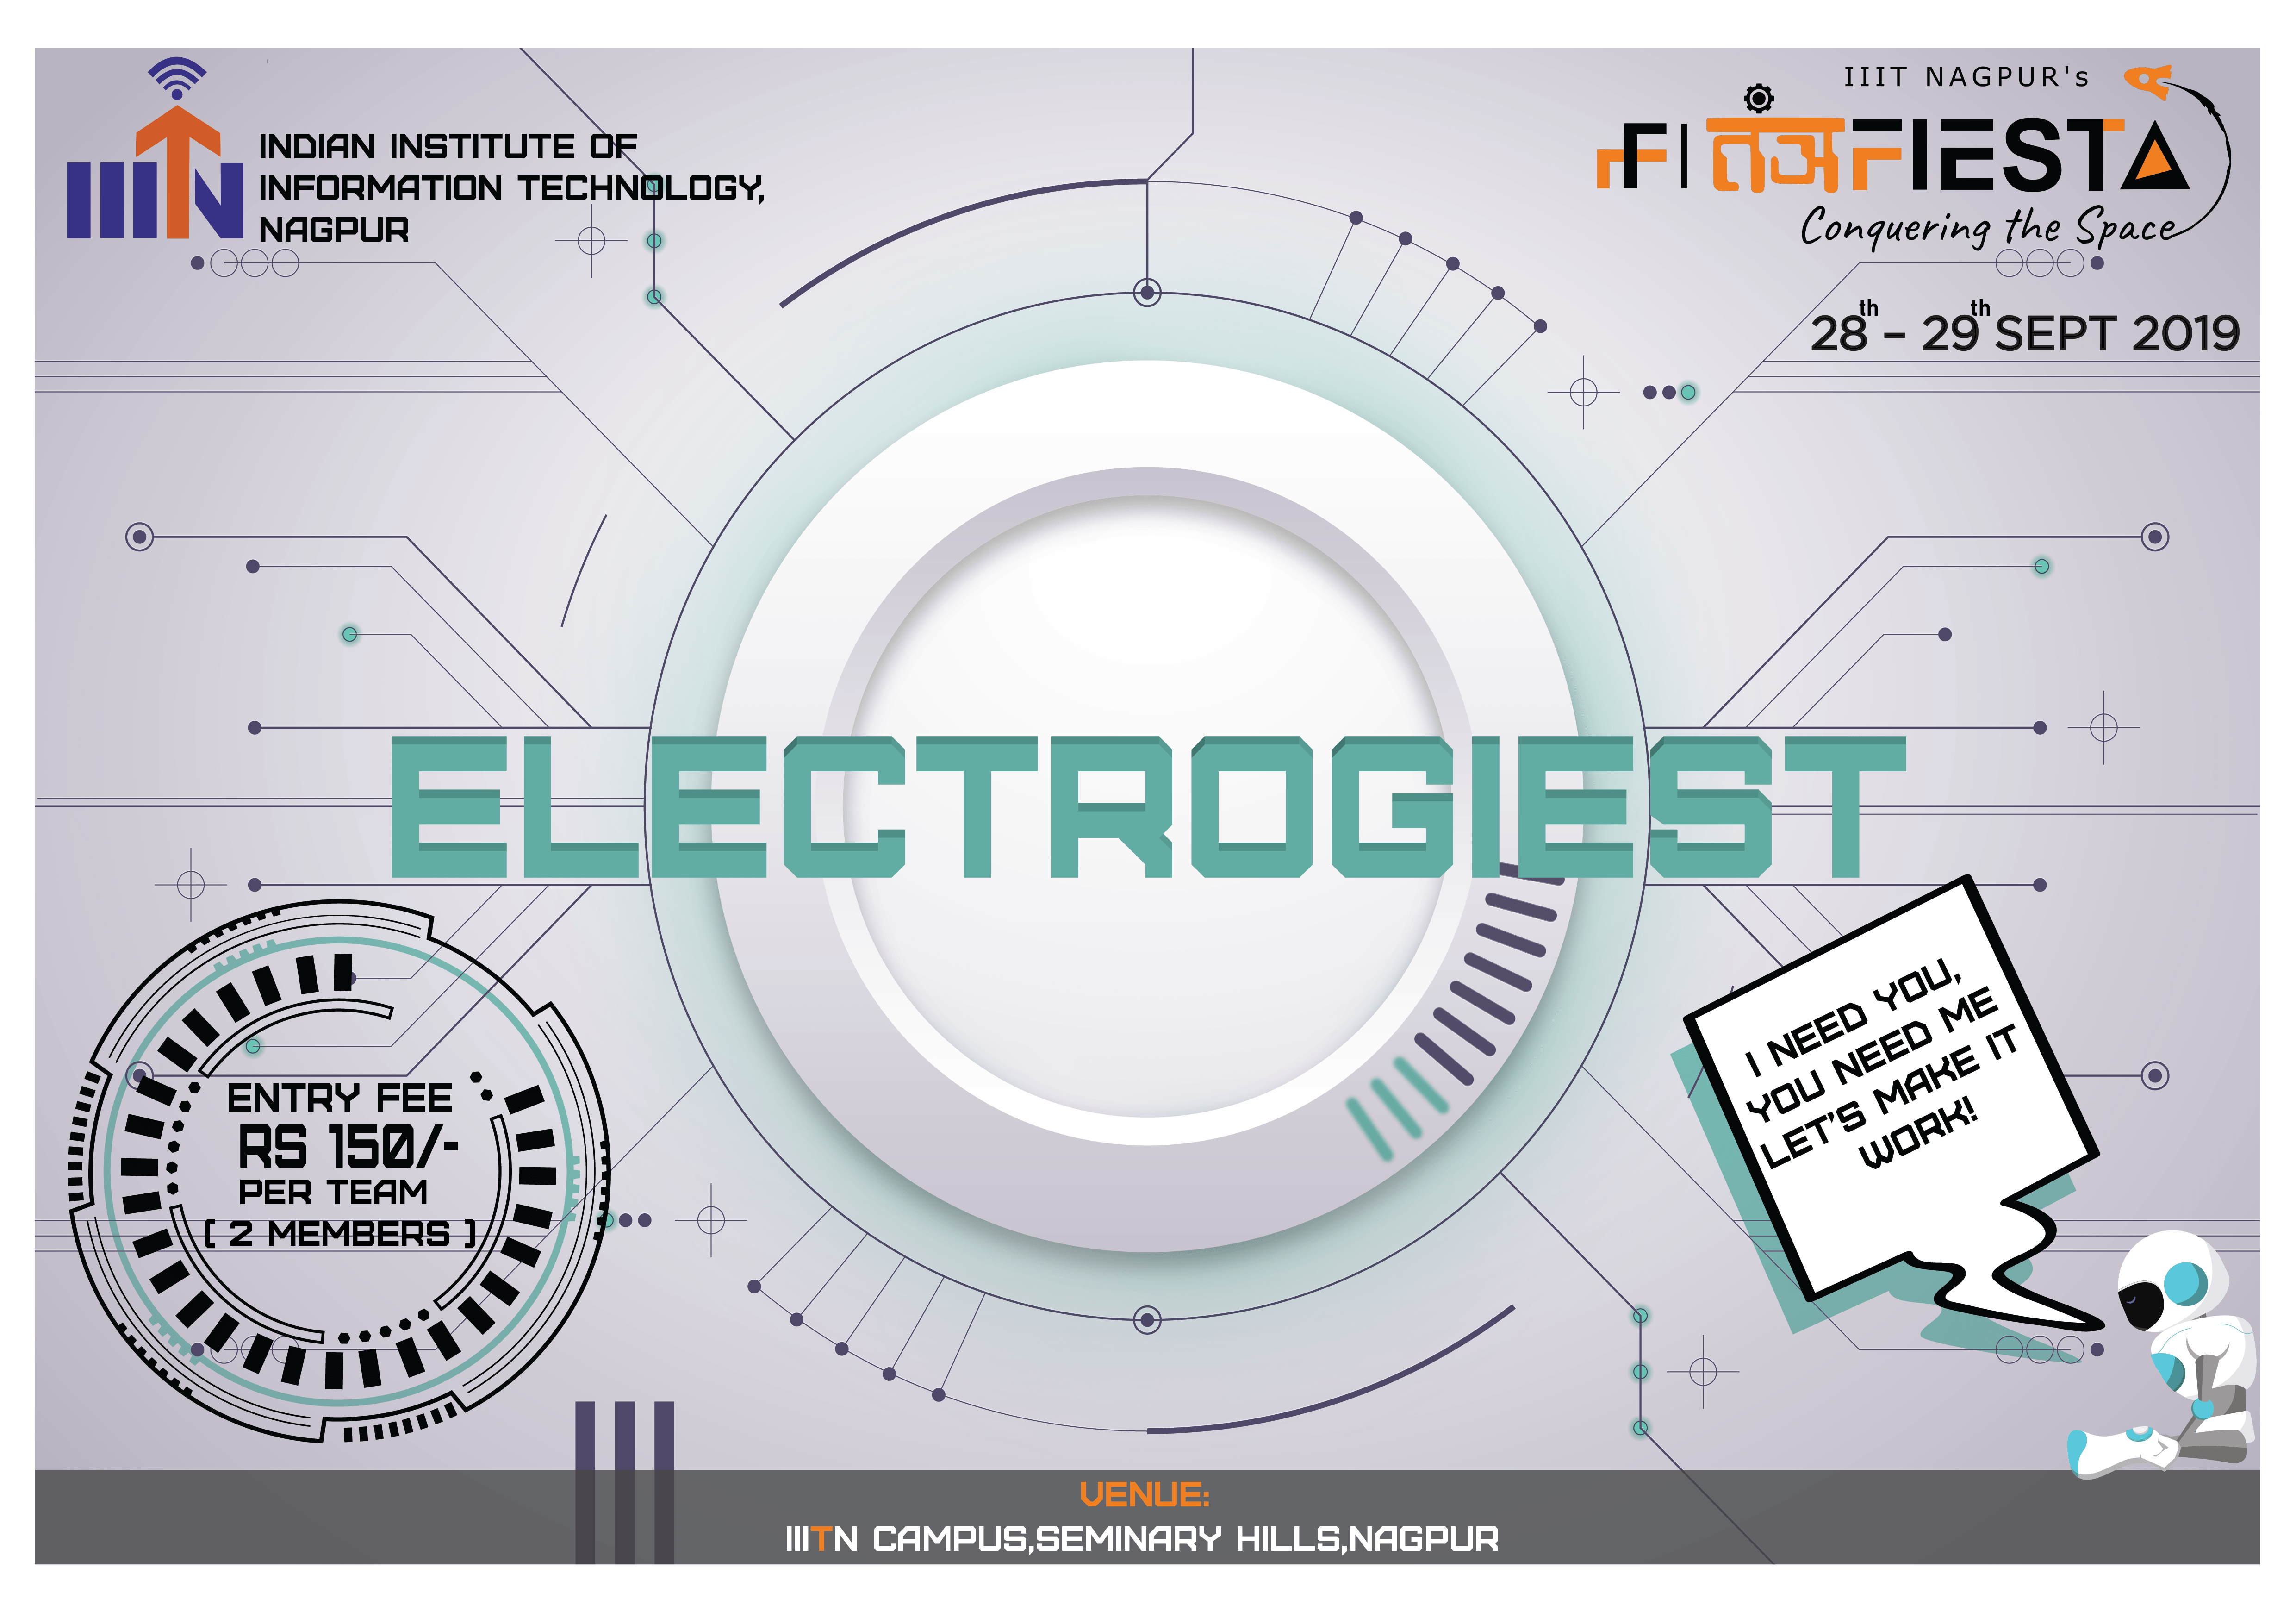 IIITN
INDIAN INSTITUTE OF
INFORMATION TECHNOLOGY,
NAGPUR
IIIT NAGPUR's
FIESTA
Conquering the Space
28th – 29th SEPT 2019
ELECTROGIEST
ENTRY FEE
RS 150/-
PER TEAM
( 2 MEMBERS )
I NEED YOU,
YOU NEED ME
LET'S MAKE IT
WORK!
VENUE:
IIITN CAMPUS,SEMINARY HILLS,NAGPUR